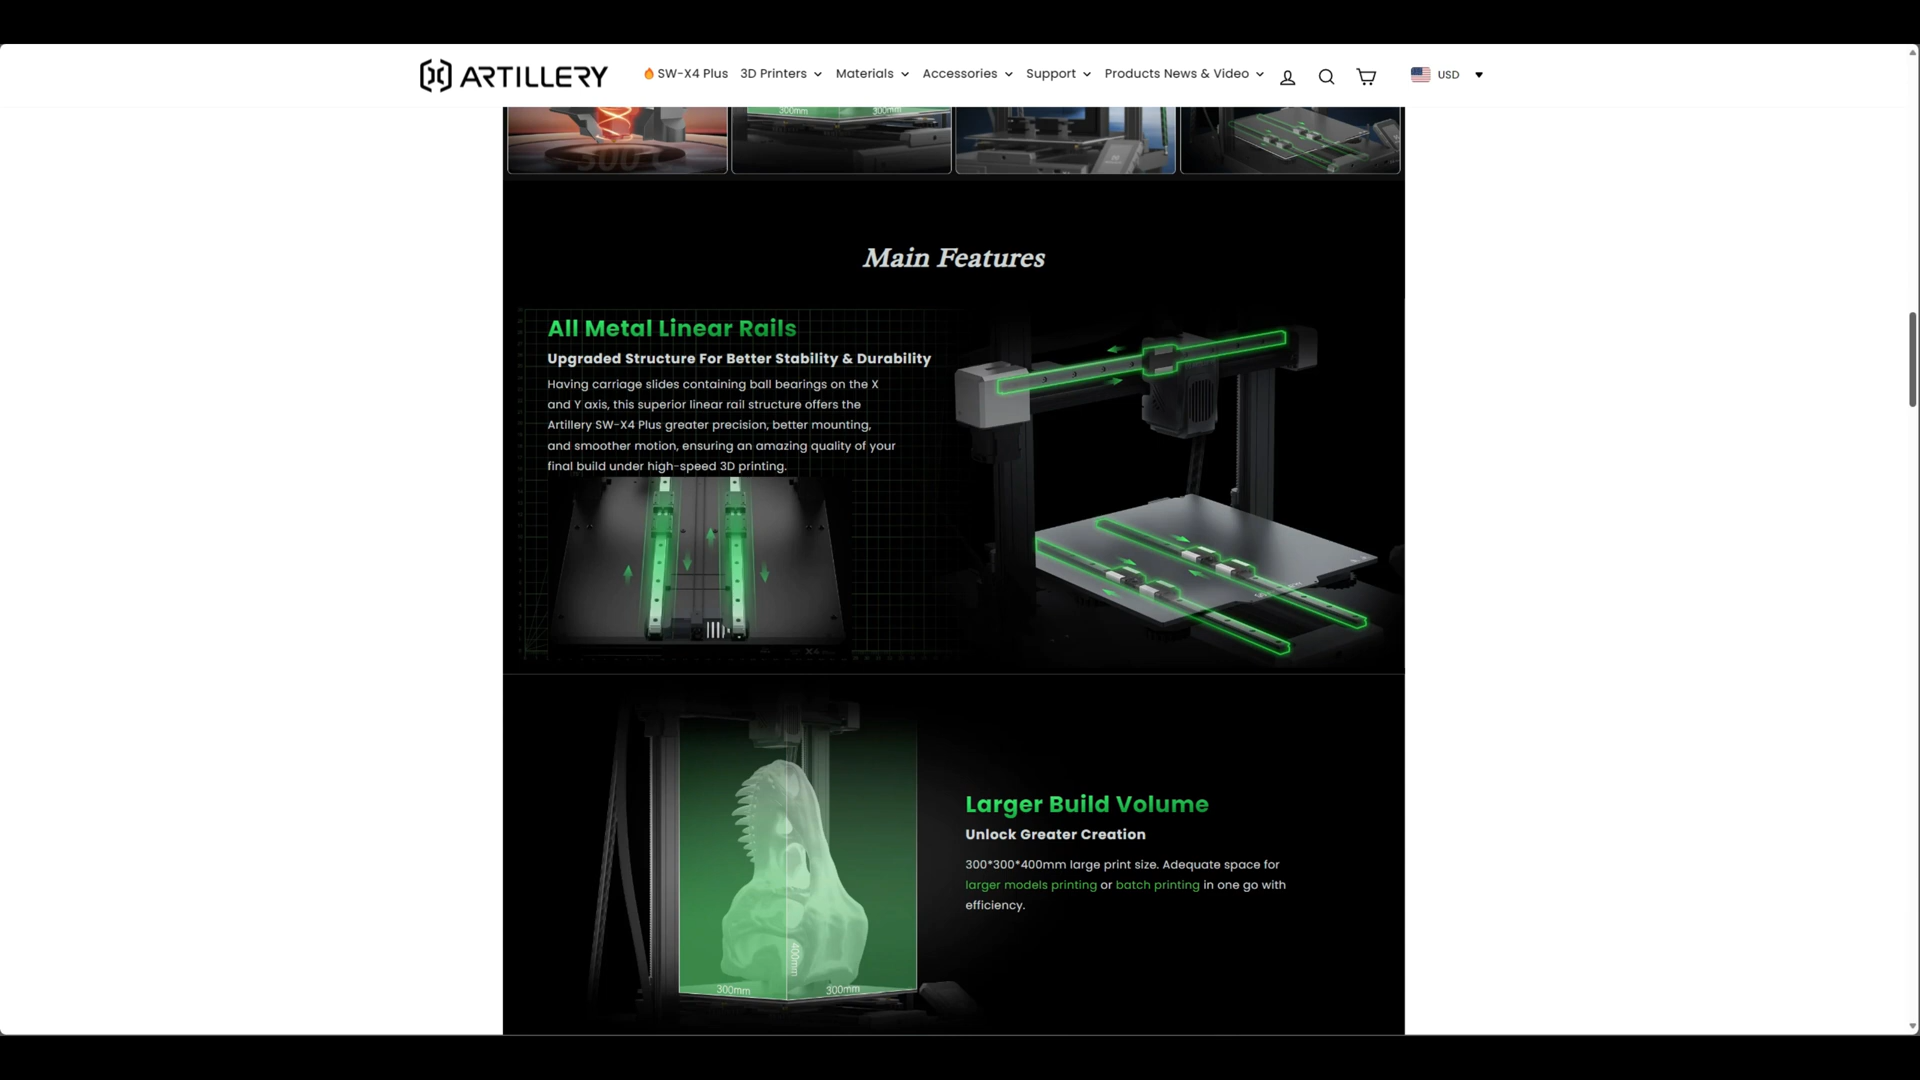 ARTILLERY
SW-X4 Plus
3D Printers
Materials
Accessories
Support
Products News & Video
USD
300mm 300mm
300
Main Features
All Metal Linear Rails
Upgraded Structure For Better Stability & Durability
Having carriage slides containing ball bearings on the X
and Y axis, this superior linear rail structure offers the
Artillery SW-X4 Plus greater precision, better mounting,
and smoother motion, ensuring an amazing quality of your
final build under high-speed 3D printing.
Larger Build Volume
Unlock Greater Creation
300*300*400mm large print size. Adequate space for
larger models printing or batch printing in one go with
efficiency.
400mm
300mm 300mm